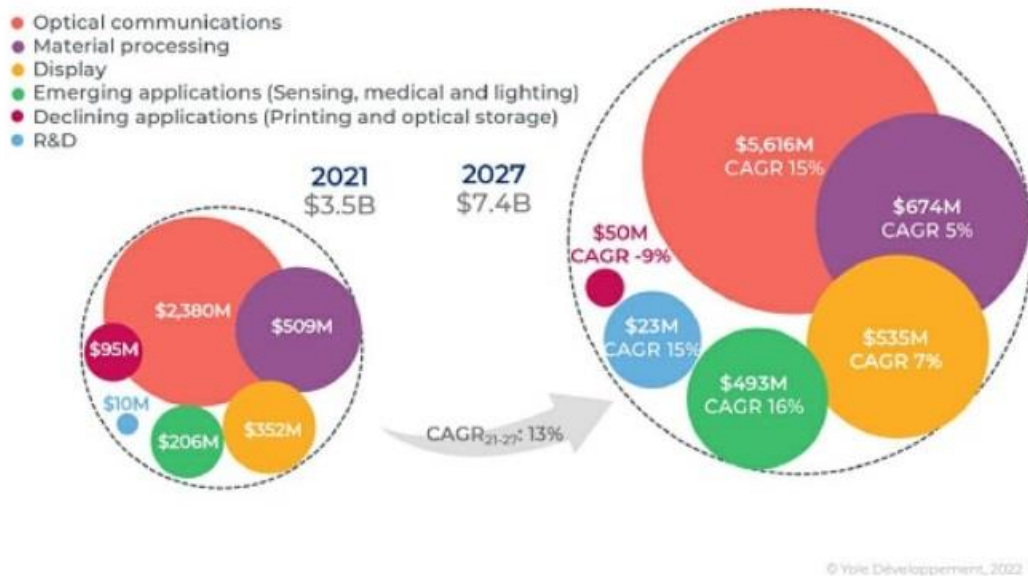 Optical communications
Material processing
Display
Emerging applications (Sensing, medical and lighting)
Declining applications (Printing and optical storage)
R&D
2021
$3.5B
2027
$7.4B
$2,380M
$509M
$95M
$10M
$206M
$352M
CAGR21-27: 13%
$5,616M
CAGR 15%
$674M
CAGR 5%
$50M
CAGR -9%
$23M
CAGR 15%
$535M
CAGR 7%
$493M
CAGR 16%
© Yole Développement, 2022